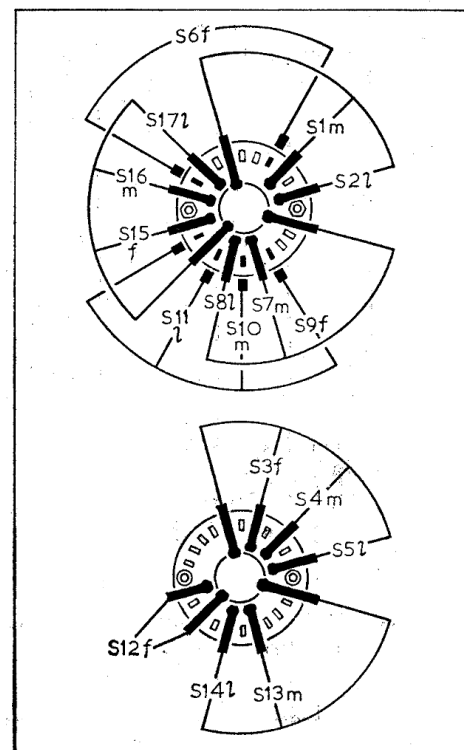 S6f
S17l
S1m
S16
m
S2l
S15
f
S11
l
S8l
S7m
S10
m
S9f
S3f
S4m
S5l
S12f
S14l
S13m